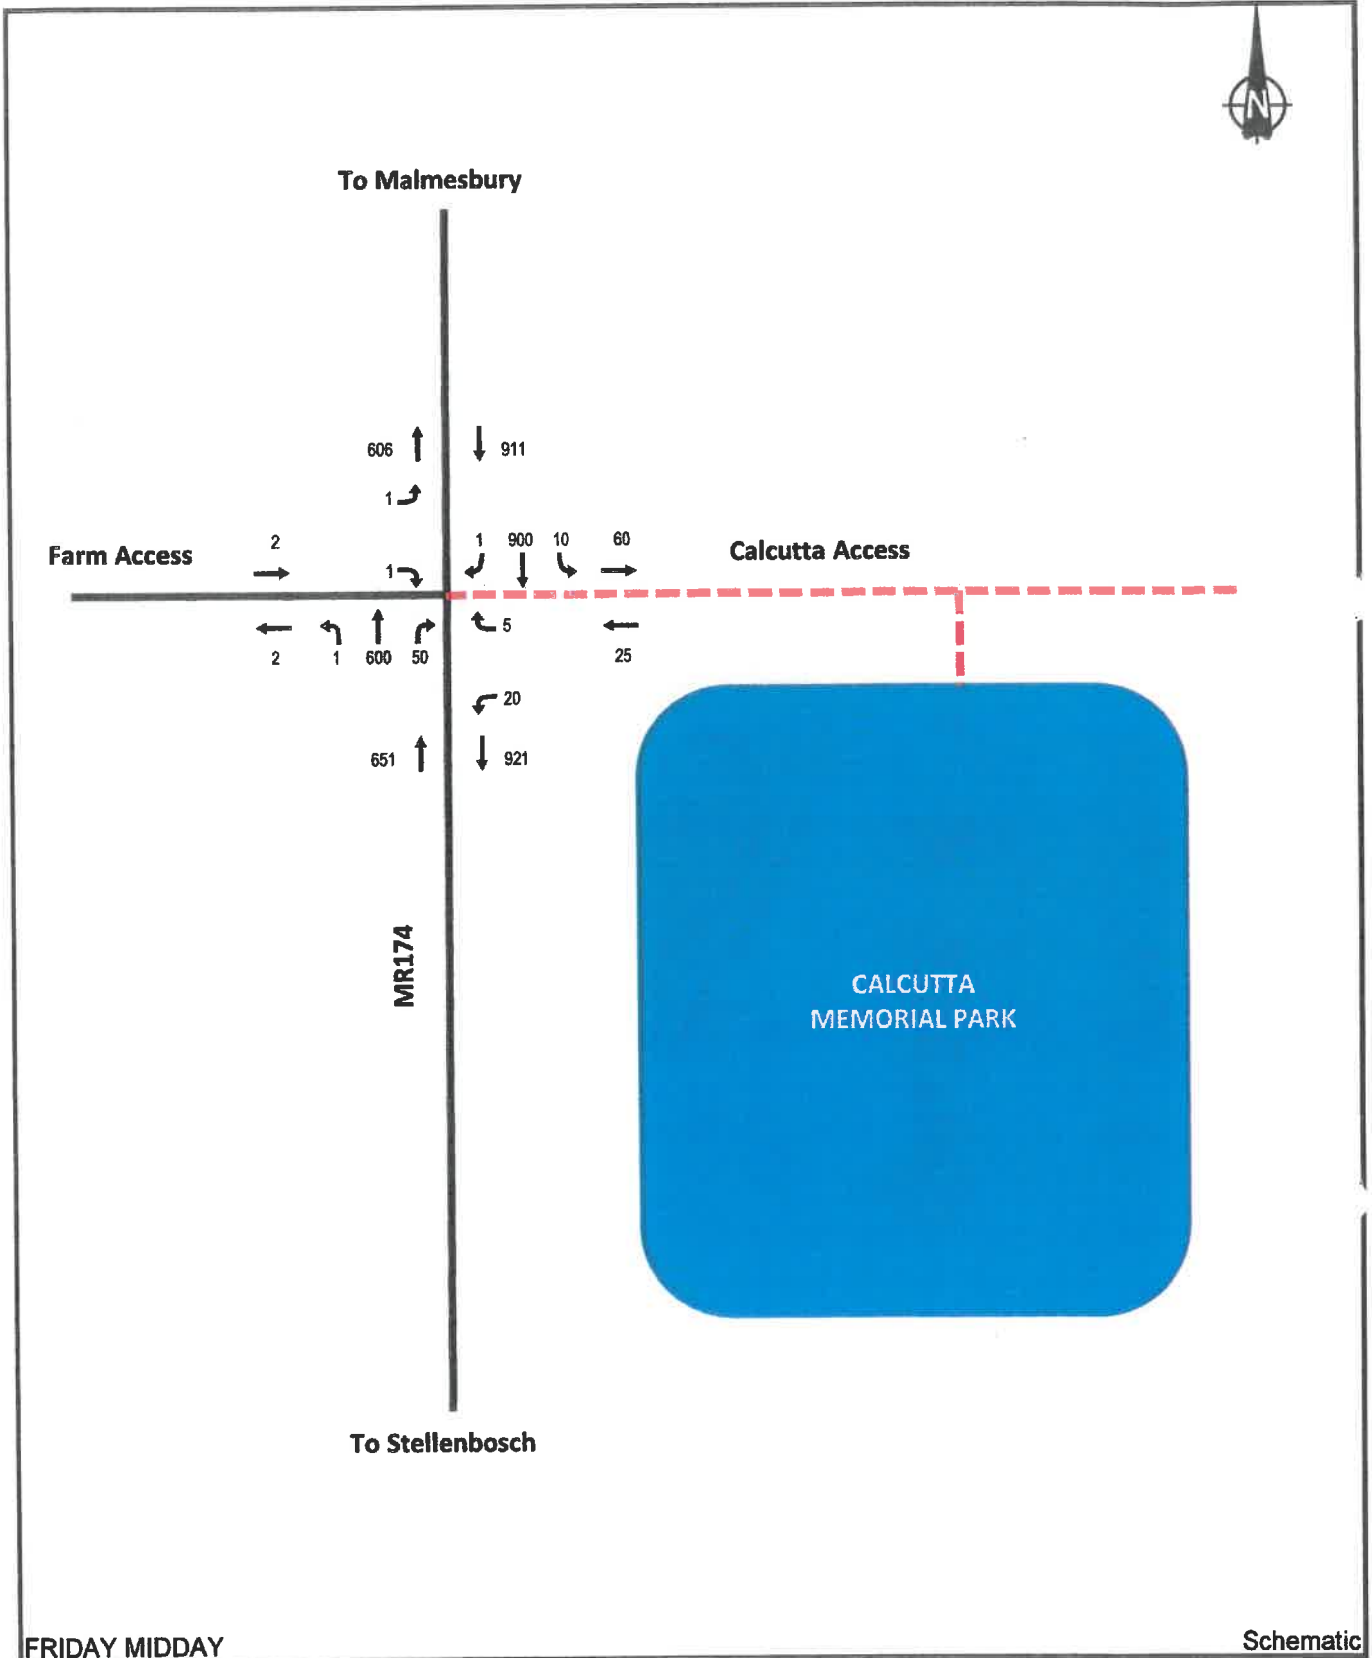 N
To Malmesbury
606 911
1
Farm Access 2 1 1 900 10 60 Calcutta Access
2 1 600 50 5 25
20
651 921
MR174
CALCUTTA
MEMORIAL PARK
To Stellenbosch
FRIDAY MIDDAY Schematic